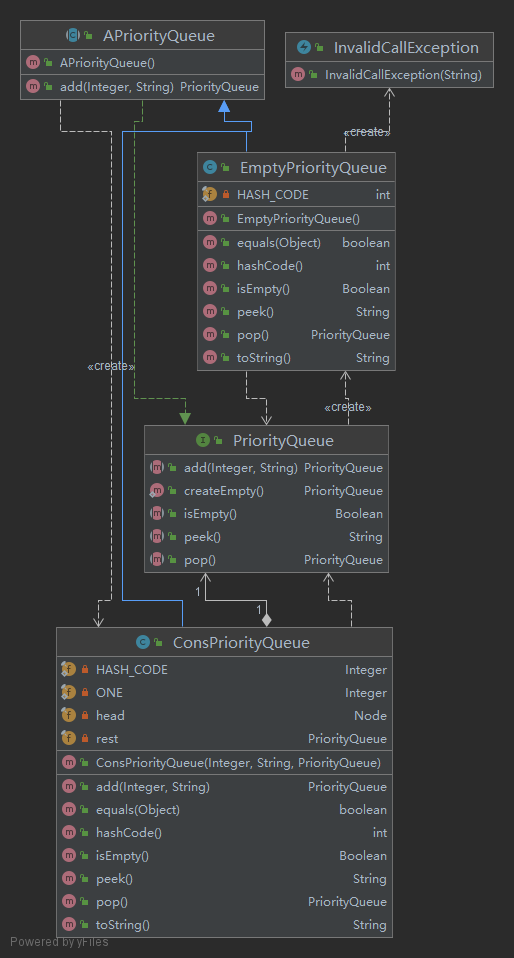 APriorityQueue
APriorityQueue()
add(Integer, String) PriorityQueue
InvalidCallException
InvalidCallException(String)
«create»
EmptyPriorityQueue
HASH_CODE int
EmptyPriorityQueue()
equals(Object) boolean
hashCode() int
isEmpty() Boolean
peek() String
pop() PriorityQueue
toString() String
«create»
«create»
PriorityQueue
add(Integer, String) PriorityQueue
createEmpty() PriorityQueue
isEmpty() Boolean
peek() String
pop() PriorityQueue
1
1
ConsPriorityQueue
HASH_CODE Integer
ONE Integer
head Node
rest PriorityQueue
ConsPriorityQueue(Integer, String, PriorityQueue)
add(Integer, String) PriorityQueue
equals(Object) boolean
hashCode() int
isEmpty() Boolean
peek() String
pop() PriorityQueue
toString() String
Powered by yFiles